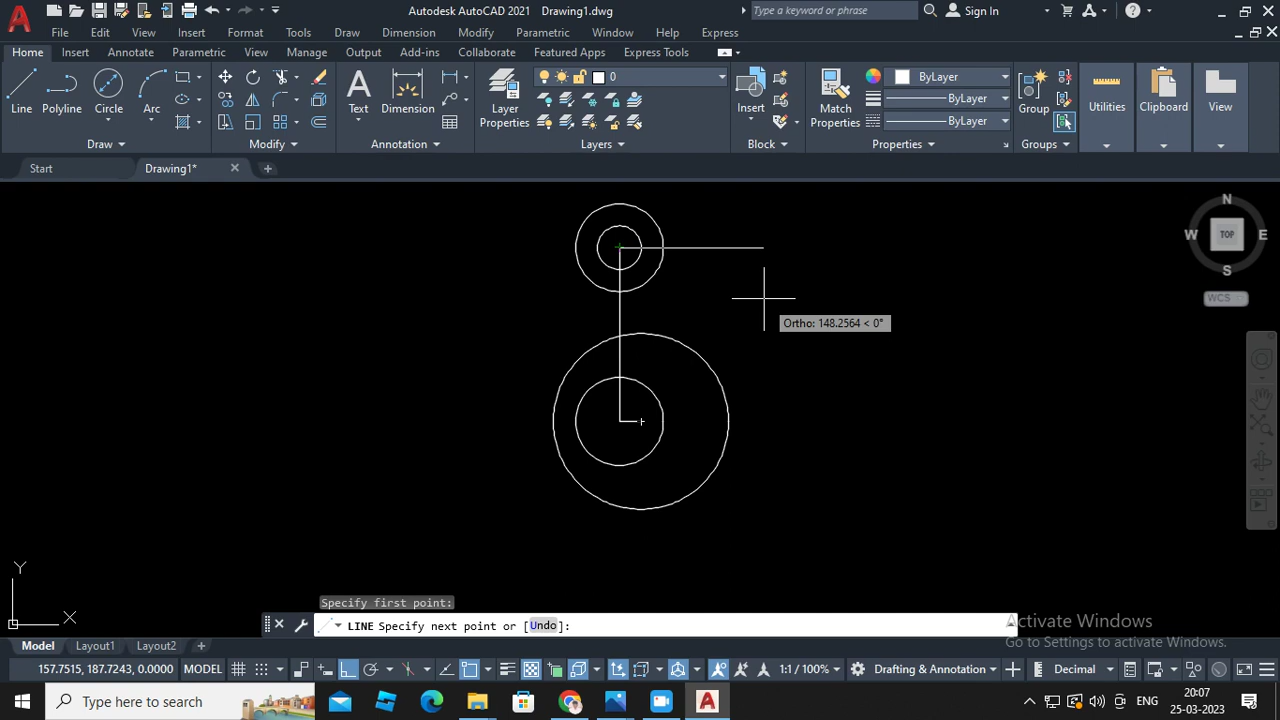 Autodesk AutoCAD 2021 Drawing1.dwg
Type a keyword or phrase
Sign In
File Edit View Insert Format Tools Draw Dimension Modify Parametric Window Help Express
Home Insert Annotate Parametric View Manage Output Add-ins Collaborate Featured Apps Express Tools
Line Polyline Circle Arc
Text Dimension
Layer Properties
0
Insert
Match Properties
ByLayer
ByLayer
ByLayer
Group
Utilities
Clipboard
View
Draw
Modify
Annotation
Layers
Block
Properties
Groups
Start
Drawing1*
N
W
TOP
E
S
WCS
Ortho: 148.2564 < 0°
Y
X
Specify first point:
LINE Specify next point or [Undo]:
Activate Windows
Go to Settings to activate Windows.
Model Layout1 Layout2
157.7515, 187.7243, 0.0000 MODEL
1:1 / 100%
Drafting & Annotation
Decimal
Type here to search
ENG
20:07
25-03-2023